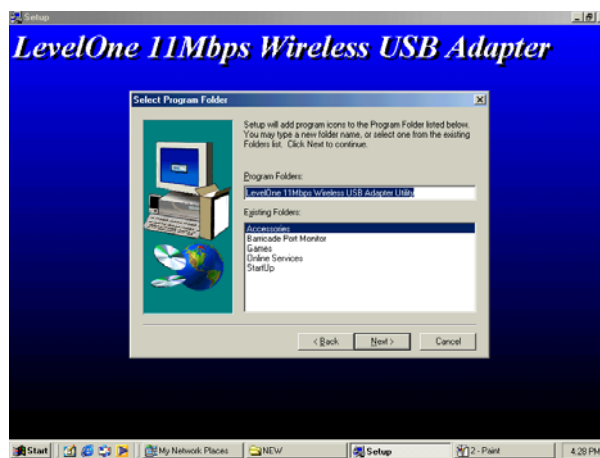 Setup
LevelOne 11Mbps Wireless USB Adapter
Select Program Folder
Setup will add program icons to the Program Folder listed below.
You may type a new folder name, or select one from the existing
Folders list. Click Next to continue.
Program Folders:
LevelOne 11Mbps Wireless USB Adapter Utility
Existing Folders:
Accessories
Barricade Port Monitor
Games
Online Services
StartUp
< Back
Next >
Cancel
Start
My Network Places
NEW
Setup
2 - Paint
4:28 PM